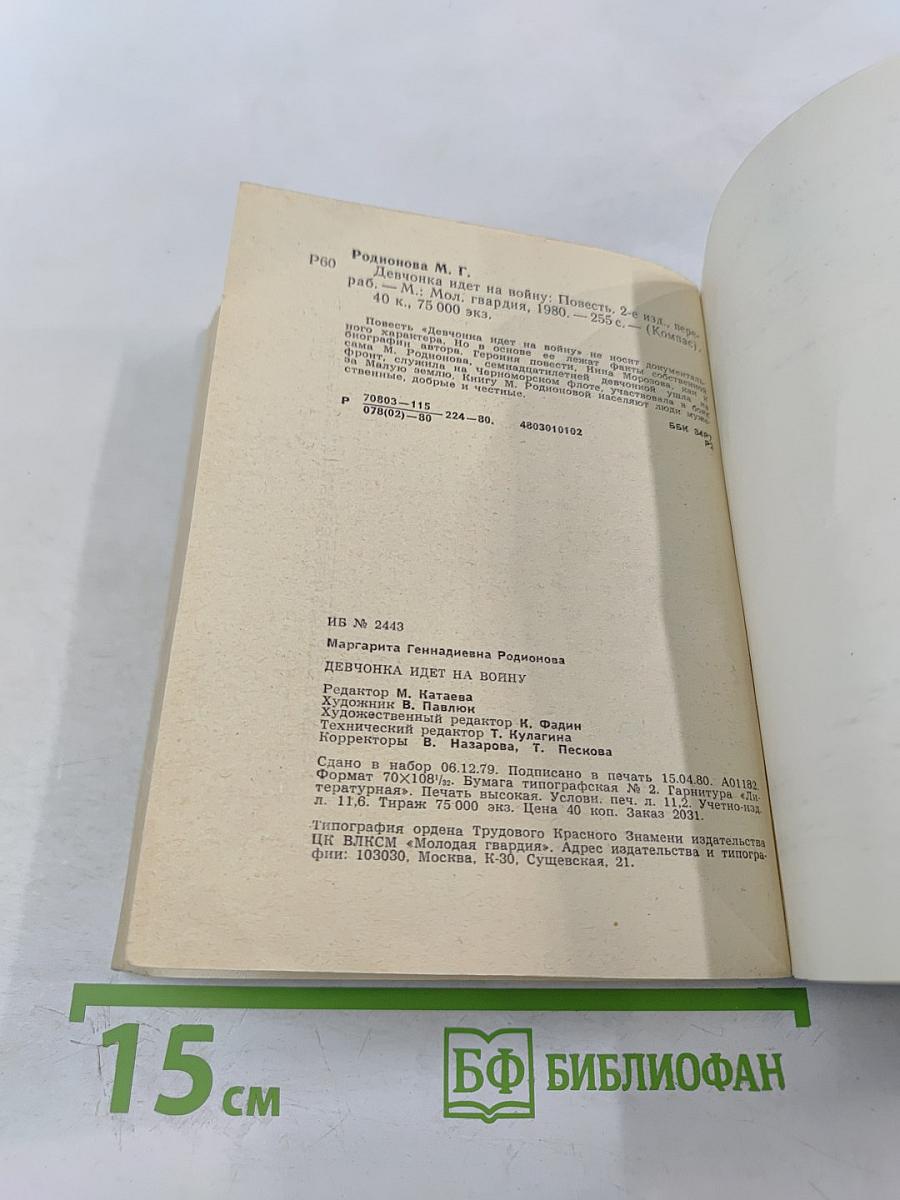 Р60 Родионова М. Г.
Девчонка идет на войну: Повесть. 2-е изд., пере-
раб. — М.: Мол. гвардия, 1980. — 255 с. — (Компас).
40 к., 75 000 экз.
Повесть «Девчонка идет на войну» не носит документаль-
ного характера. Но в основе ее лежат факты собственной
биографии автора. Героиня повести, Нина Морозова, как и
сама М. Родионова, семнадцатилетней девчонкой ушла на
фронт, служила на Черноморском флоте, участвовала в боях
за Малую землю. Книгу М. Родионовой населяют люди муже-
ственные, добрые и честные.
Р 70803—115
078(02)—80 224—80. 4803010102
ББК
ИБ № 2443
Маргарита Геннадиевна Родионова
ДЕВЧОНКА ИДЕТ НА ВОЙНУ
Редактор М. Катаева
Художник В. Павлюк
Художественный редактор К. Фадин
Технический редактор Т. Кулагина
Корректоры В. Назарова, Т. Пескова
Сдано в набор 06.12.79. Подписано в печать 15.04.80. А01182.
Формат 70×108¹/₃₂. Бумага типографская № 2. Гарнитура «Ли-
тературная». Печать высокая. Условн. печ. л. 11,2. Учетно-изд.
л. 11,6. Тираж 75 000 экз. Цена 40 коп. Заказ 2031.
Типография ордена Трудового Красного Знамени издательства
ЦК ВЛКСМ «Молодая гвардия». Адрес издательства и типогра-
фии: 103030, Москва, К-30, Сущевская, 21.
15 см БФ БИБЛИОФАН